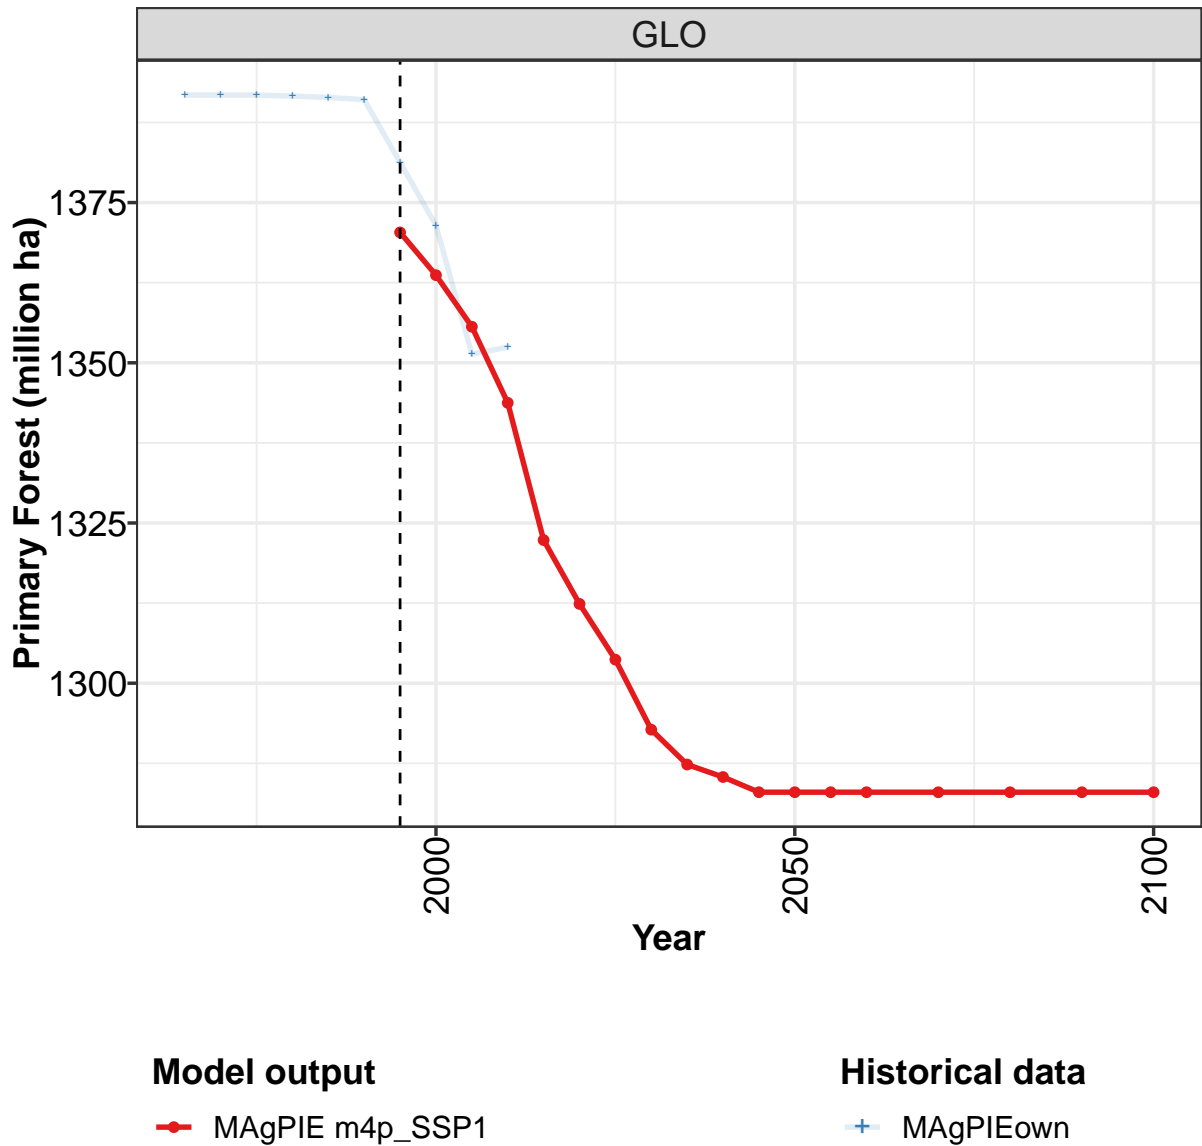 GLO
Primary Forest (million ha)
1375
1350
1325
1300
2000
2050
2100
Year
Model output
Historical data
MAgPIE m4p_SSP1
MAgPIEown